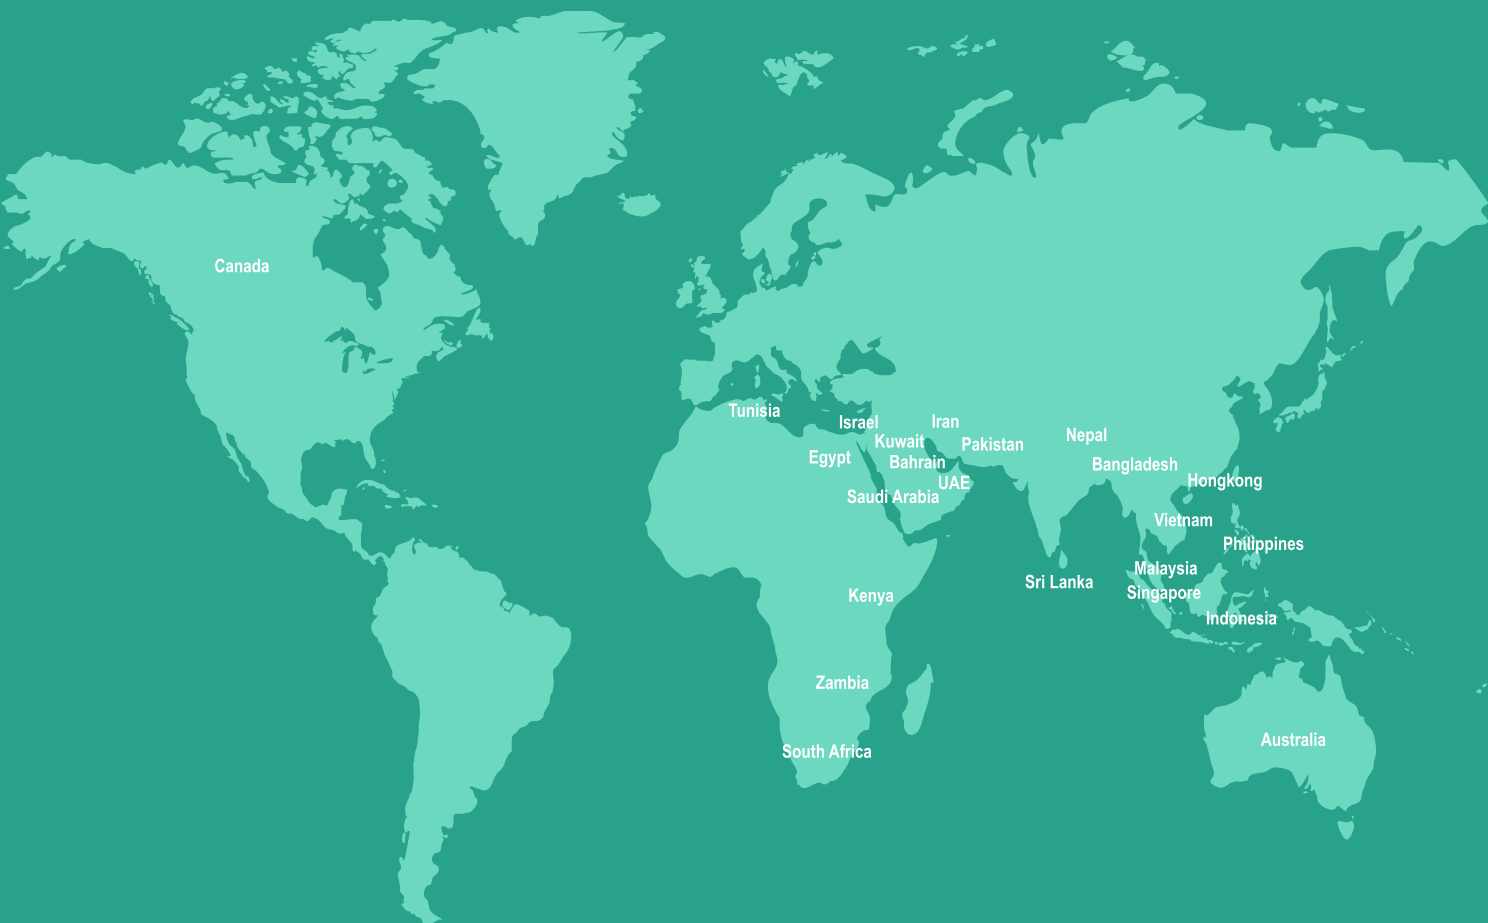 Canada
Tunisia
Israel
Iran
Kuwait
Pakistan
Nepal
Egypt
Bahrain
Bangladesh
UAE
Hongkong
Saudi Arabia
Vietnam
Philippines
Malaysia
Sri Lanka
Singapore
Kenya
Indonesia
Zambia
Australia
South Africa